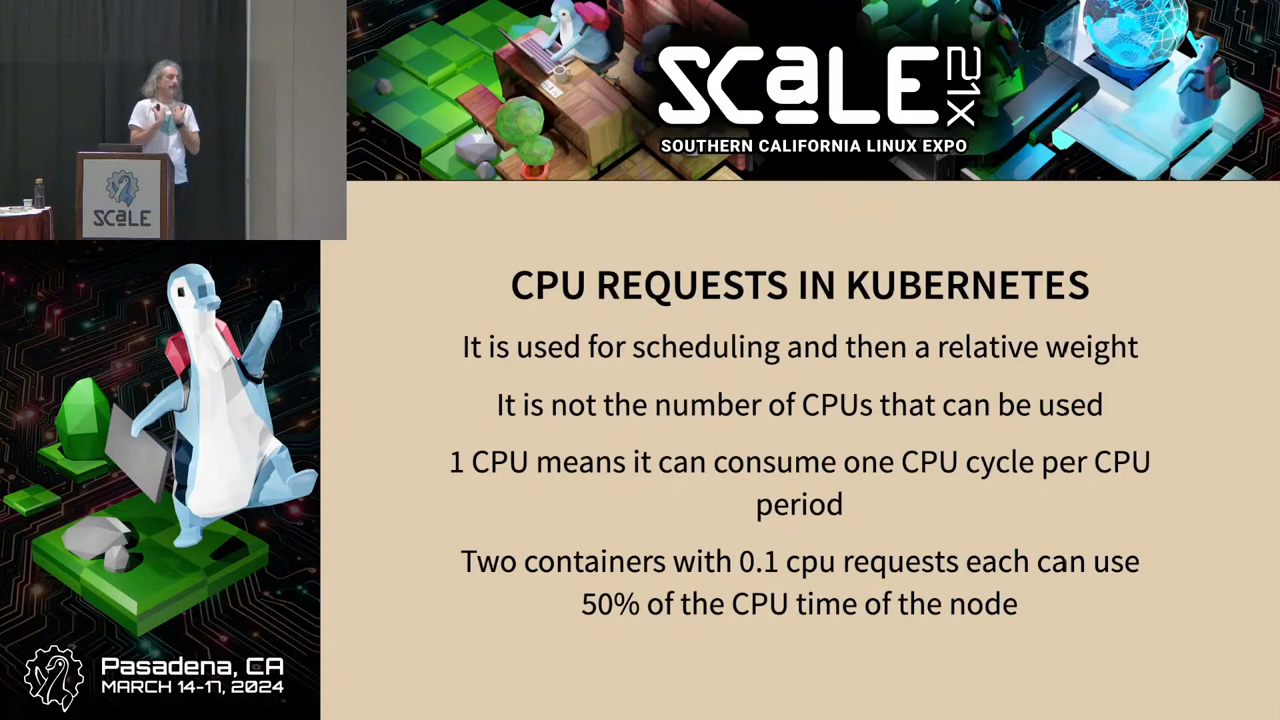 SCaLE
21x
SOUTHERN CALIFORNIA LINUX EXPO
SCaLE
CPU REQUESTS IN KUBERNETES
It is used for scheduling and then a relative weight
It is not the number of CPUs that can be used
1 CPU means it can consume one CPU cycle per CPU
period
Two containers with 0.1 cpu requests each can use
50% of the CPU time of the node
Pasadena, CA
MARCH 14-17, 2024